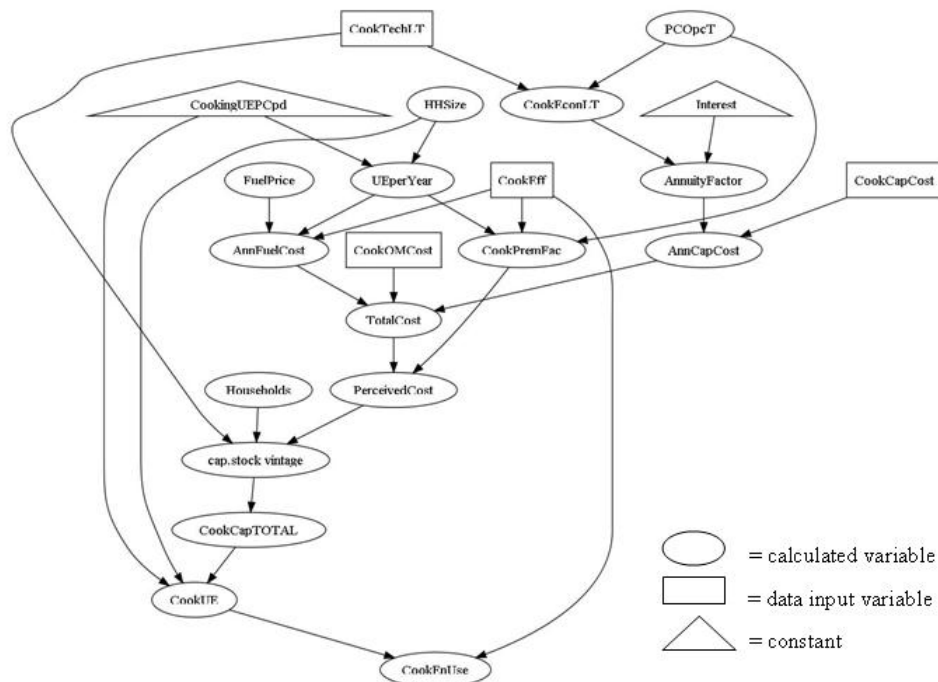 CookTechLT
PCOpcT
CookingUEPCpd
HHSize
CookEconLT
Interest
FuelPrice
UEperYear
CookEff
AnnuityFactor
CookCapCost
AnnFuelCost
CookOMCost
CookPremFac
AnnCapCost
TotalCost
Households
PerceivedCost
cap.stock vintage
CookCapTOTAL
CookUE
CookEnUse
= calculated variable
= data input variable
= constant